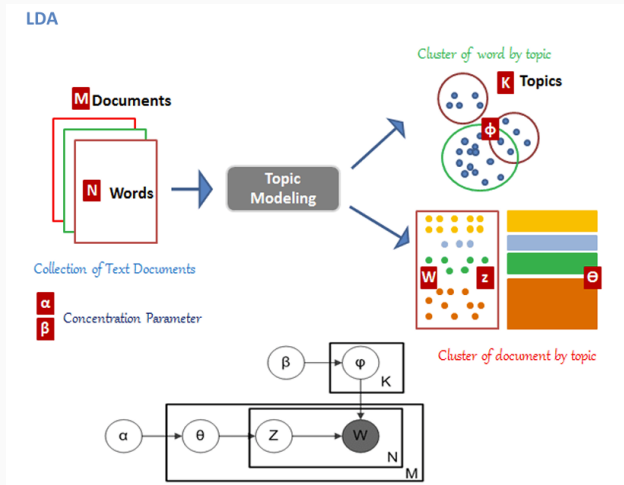 LDA
Cluster of word by topic
K Topics
M Documents
ϕ
N Words
Topic
Modeling
W z Θ
Collection of Text Documents
α
β
Concentration Parameter
Cluster of document by topic
β φ
K
α θ Z W
N
M